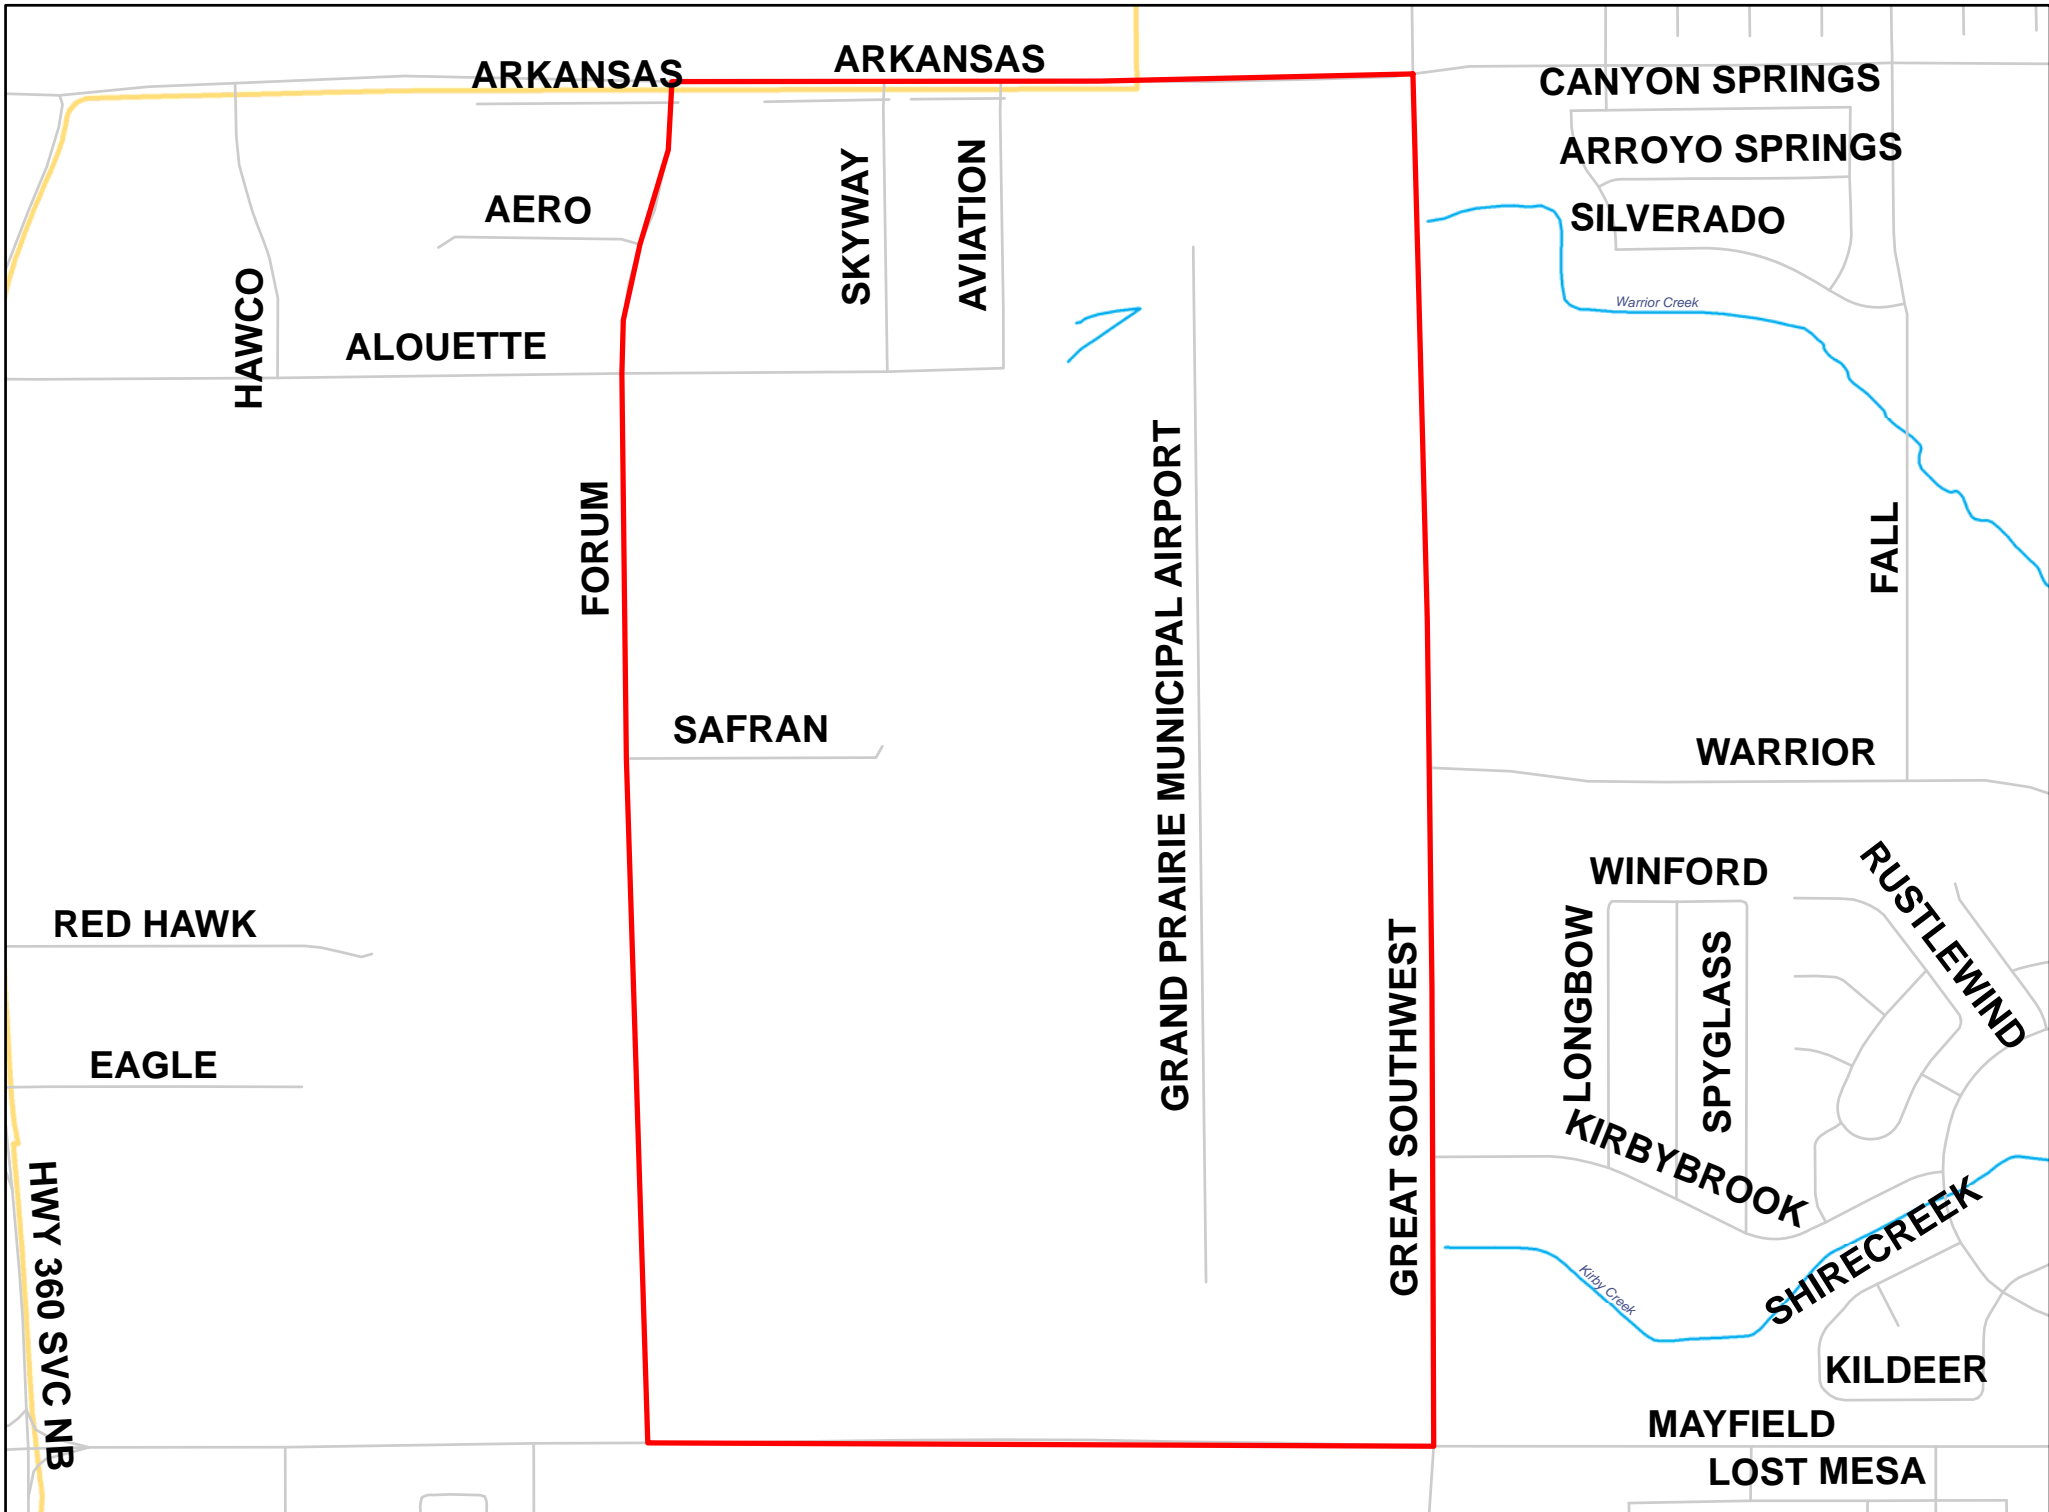 ARKANSAS
ARKANSAS
CANYON SPRINGS
ARROYO SPRINGS
SILVERADO
AERO
SKYWAY
AVIATION
HAWCO
ALOUETTE
Warrior Creek
FORUM
GRAND PRAIRIE MUNICIPAL AIRPORT
FALL
SAFRAN
WARRIOR
WINFORD
RUSTLEWIND
RED HAWK
LONGBOW
SPYGLASS
GREAT SOUTHWEST
EAGLE
KIRBYBROOK
HWY 360 SVC NB
SHIRECREEK
Kirby Creek
KILDEER
MAYFIELD
LOST MESA